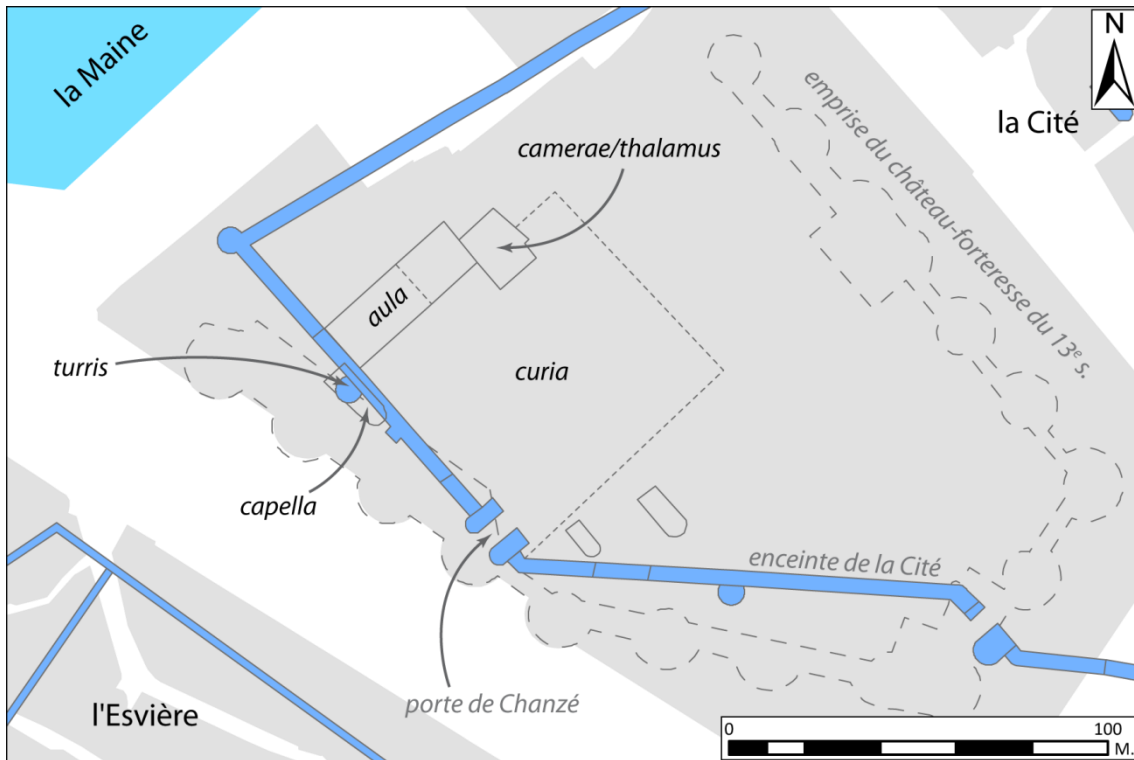 la Maine
N
la Cité
camerae/thalamus
emprise du château-forteresse du 13e s.
aula
turris
curia
capella
enceinte de la Cité
porte de Chanzé
l'Esvière
0 100
M.